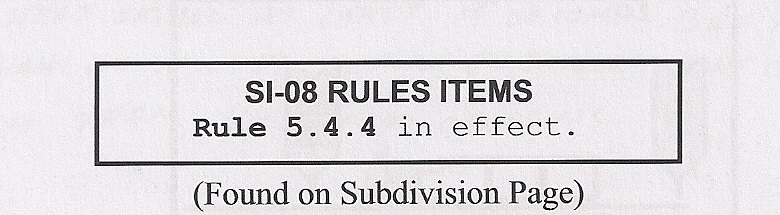 SI-08 RULES ITEMS
Rule 5.4.4 in effect.
(Found on Subdivision Page)